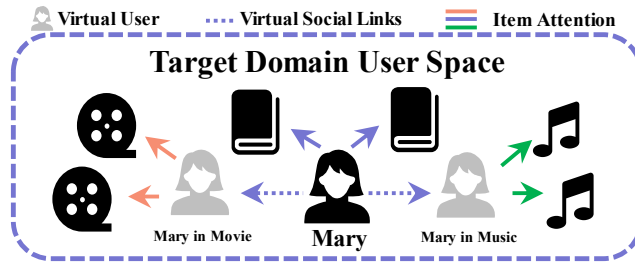 Virtual User Virtual Social Links Item Attention
Target Domain User Space
Mary in Movie Mary Mary in Music